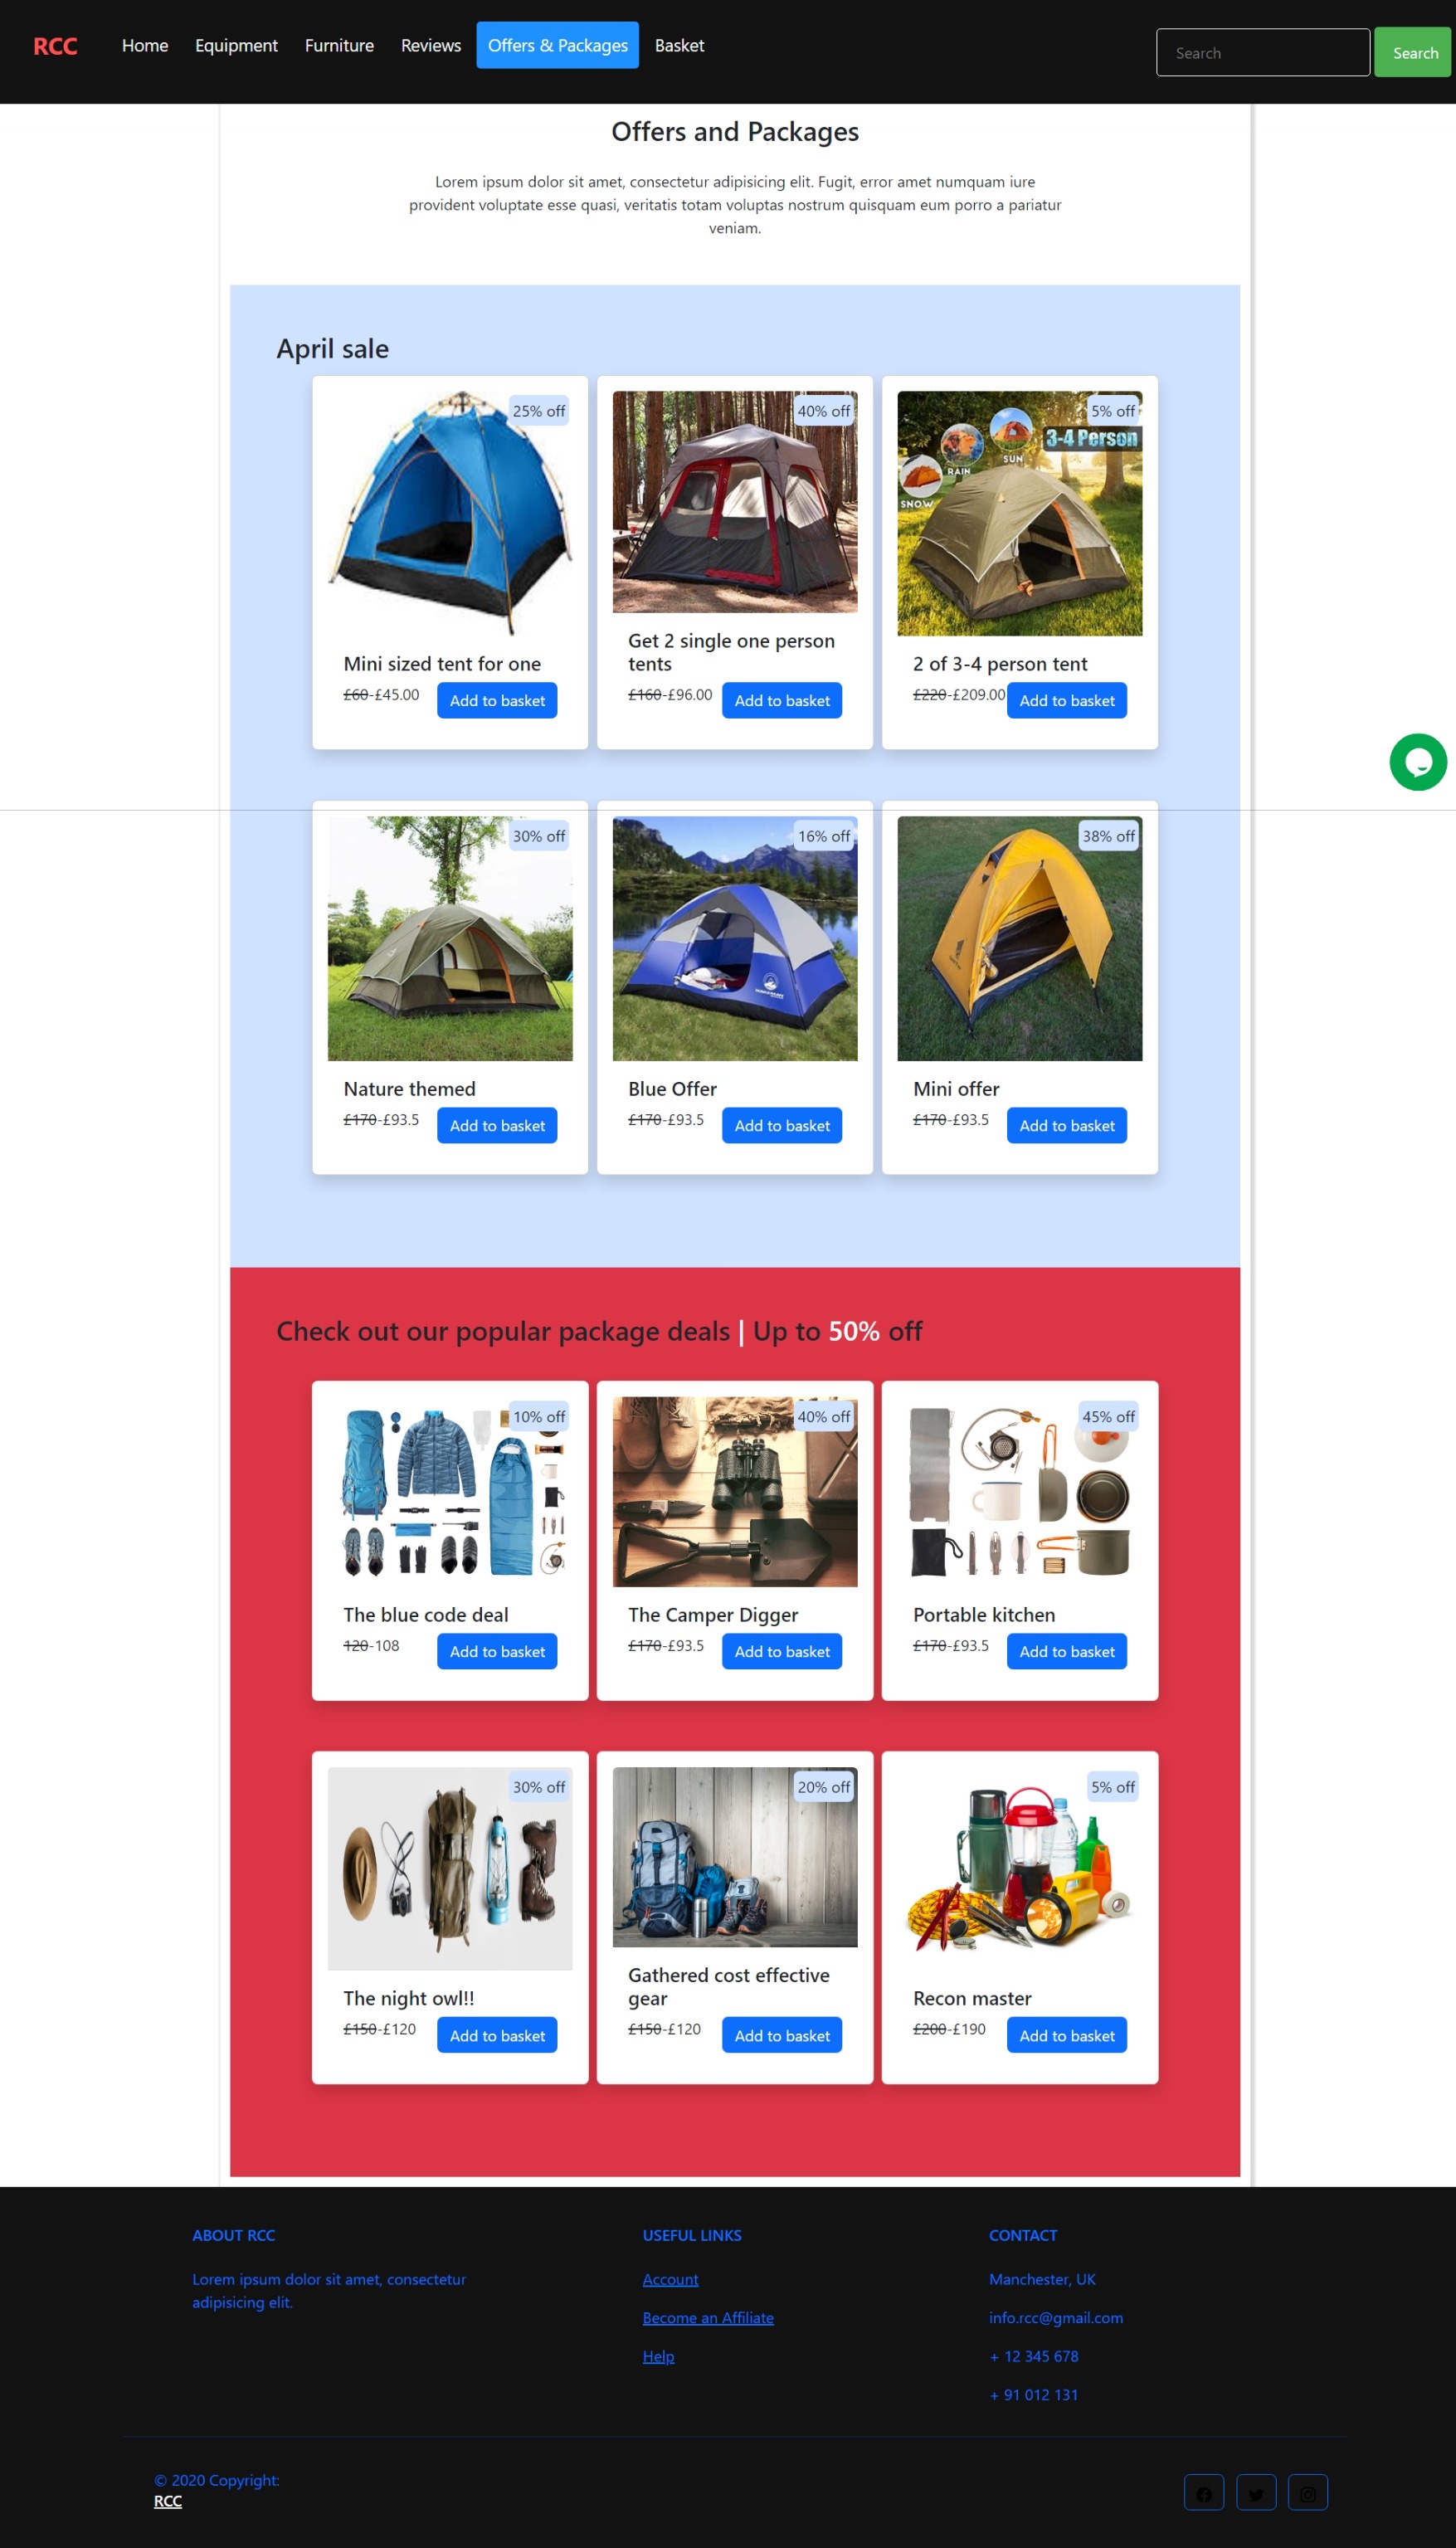 RCC
Home
Equipment
Furniture
Reviews
Offers & Packages
Basket
Search
Search
Offers and Packages
Lorem ipsum dolor sit amet, consectetur adipisicing elit. Fugit, error amet numquam iure
provident voluptate esse quasi, veritatis totam voluptas nostrum quisquam eum porro a pariatur
veniam.
April sale
25% off
Mini sized tent for one
£60-£45.00
Add to basket
40% off
Get 2 single one person
tents
£160-£96.00
Add to basket
5% off
3-4 Person
SUN
RAIN
SNOW
2 of 3-4 person tent
£220-£209.00
Add to basket
30% off
Nature themed
£170-£93.5
Add to basket
16% off
Blue Offer
£170-£93.5
Add to basket
38% off
Mini offer
£170-£93.5
Add to basket
Check out our popular package deals | Up to 50% off
10% off
The blue code deal
120-108
Add to basket
40% off
The Camper Digger
£170-£93.5
Add to basket
45% off
Portable kitchen
£170-£93.5
Add to basket
30% off
The night owl!!
£150-£120
Add to basket
20% off
Gathered cost effective
gear
£150-£120
Add to basket
5% off
Recon master
£200-£190
Add to basket
ABOUT RCC
Lorem ipsum dolor sit amet, consectetur
adipisicing elit.
USEFUL LINKS
Account
Become an Affiliate
Help
CONTACT
Manchester, UK
info.rcc@gmail.com
+ 12 345 678
+ 91 012 131
© 2020 Copyright:
RCC